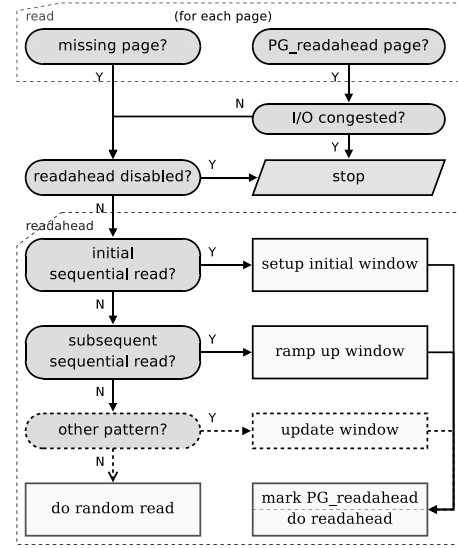 read
(for each page)
missing page?
PG_readahead page?
Y
Y
N
I/O congested?
Y
readahead disabled?
Y
stop
N
readahead
initial
sequential read?
Y
setup initial window
N
subsequent
sequential read?
Y
ramp up window
N
other pattern?
Y
update window
N
do random read
mark PG_readahead
do readahead